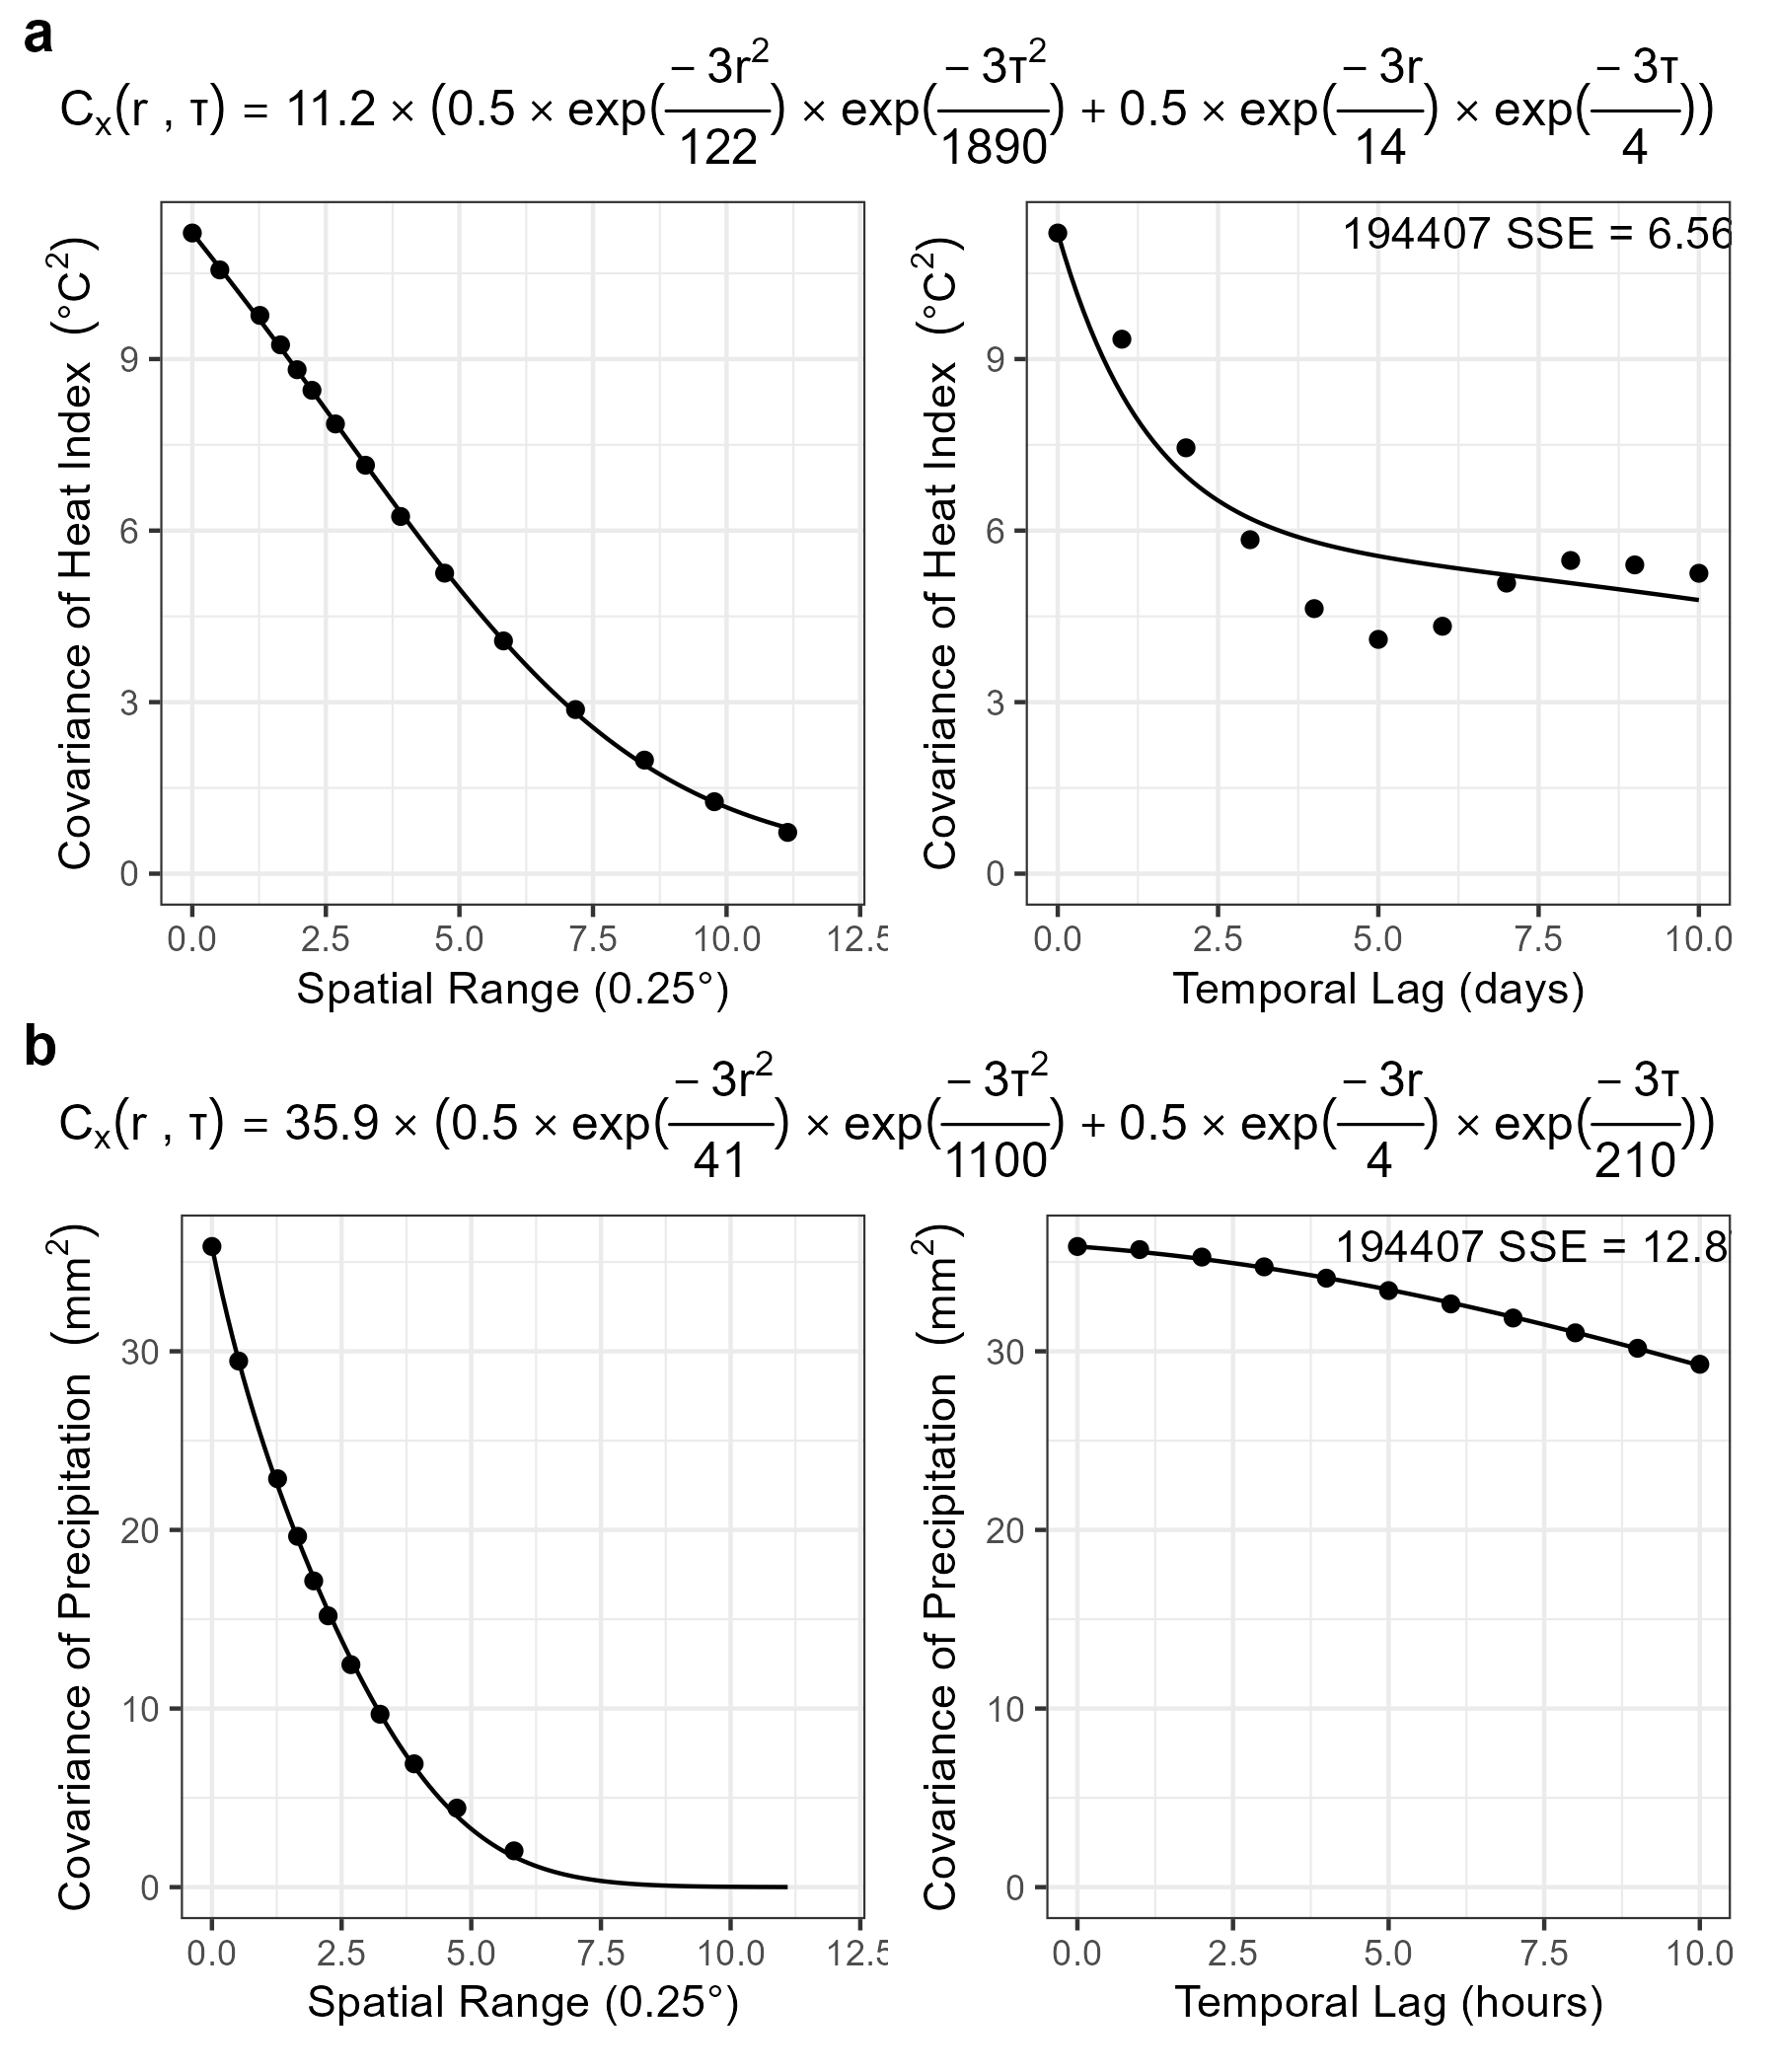 a
Cx(r , τ) = 11.2 × (0.5 × exp(− 3r²/122) × exp(− 3τ²/1890) + 0.5 × exp(− 3r/14) × exp(− 3τ/4))
Covariance of Heat Index (°C²)
9
6
3
0
0.0 2.5 5.0 7.5 10.0 12.5
Spatial Range (0.25°)
194407 SSE = 6.56
Covariance of Heat Index (°C²)
9
6
3
0
0.0 2.5 5.0 7.5 10.0
Temporal Lag (days)
b
Cx(r , τ) = 35.9 × (0.5 × exp(− 3r²/41) × exp(− 3τ²/1100) + 0.5 × exp(− 3r/4) × exp(− 3τ/210))
Covariance of Precipitation (mm²)
30
20
10
0
0.0 2.5 5.0 7.5 10.0 12.5
Spatial Range (0.25°)
194407 SSE = 12.8
Covariance of Precipitation (mm²)
30
20
10
0
0.0 2.5 5.0 7.5 10.0
Temporal Lag (hours)